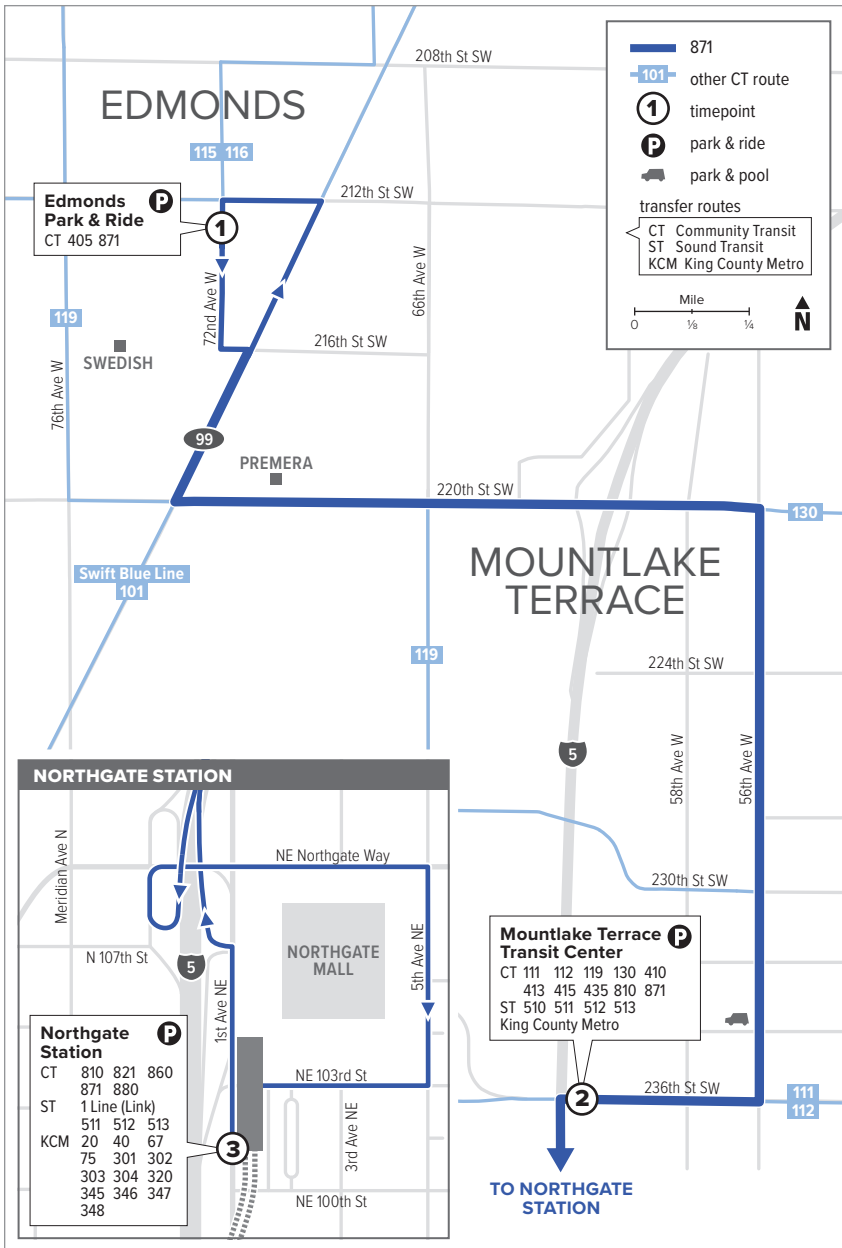 871
101
other CT route
1
timepoint
P
park & ride
park & pool
transfer routes
CT Community Transit
ST Sound Transit
KCM King County Metro
Mile
0 ⅛ ¼
N
208th St SW
EDMONDS
115 116
212th St SW
Edmonds
Park & Ride
P
CT 405 871
1
72nd Ave W
66th Ave W
119
76th Ave W
SWEDISH
216th St SW
99
PREMERA
220th St SW
130
MOUNTLAKE
TERRACE
Swift Blue Line
101
119
224th St SW
5
58th Ave W
56th Ave W
230th St SW
Mountlake Terrace
Transit Center
P
CT 111 112 119 130 410
413 415 435 810 871
ST 510 511 512 513
King County Metro
2
236th St SW
111
112
TO NORTHGATE
STATION
NORTHGATE STATION
Meridian Ave N
NE Northgate Way
N 107th St
5
NORTHGATE
MALL
5th Ave NE
1st Ave NE
NE 103rd St
3rd Ave NE
NE 100th St
Northgate
Station
P
CT 810 821 860
871 880
ST 1 Line (Link)
511 512 513
KCM 20 40 67
75 301 302
303 304 320
345 346 347
348
3